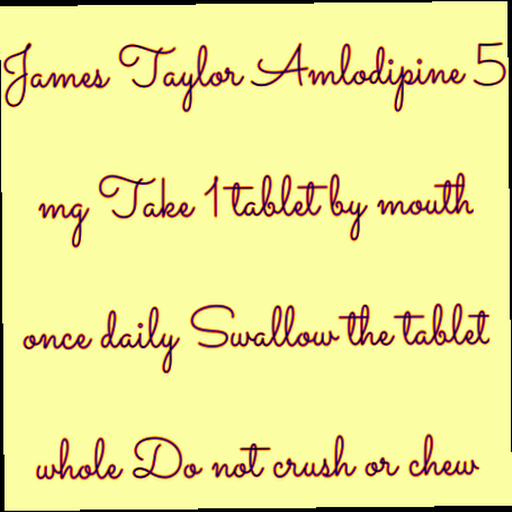 James Taylor Amlodipine 5
mg Take 1 tablet by mouth
once daily Swallow the tablet
whole Do not crush or chew